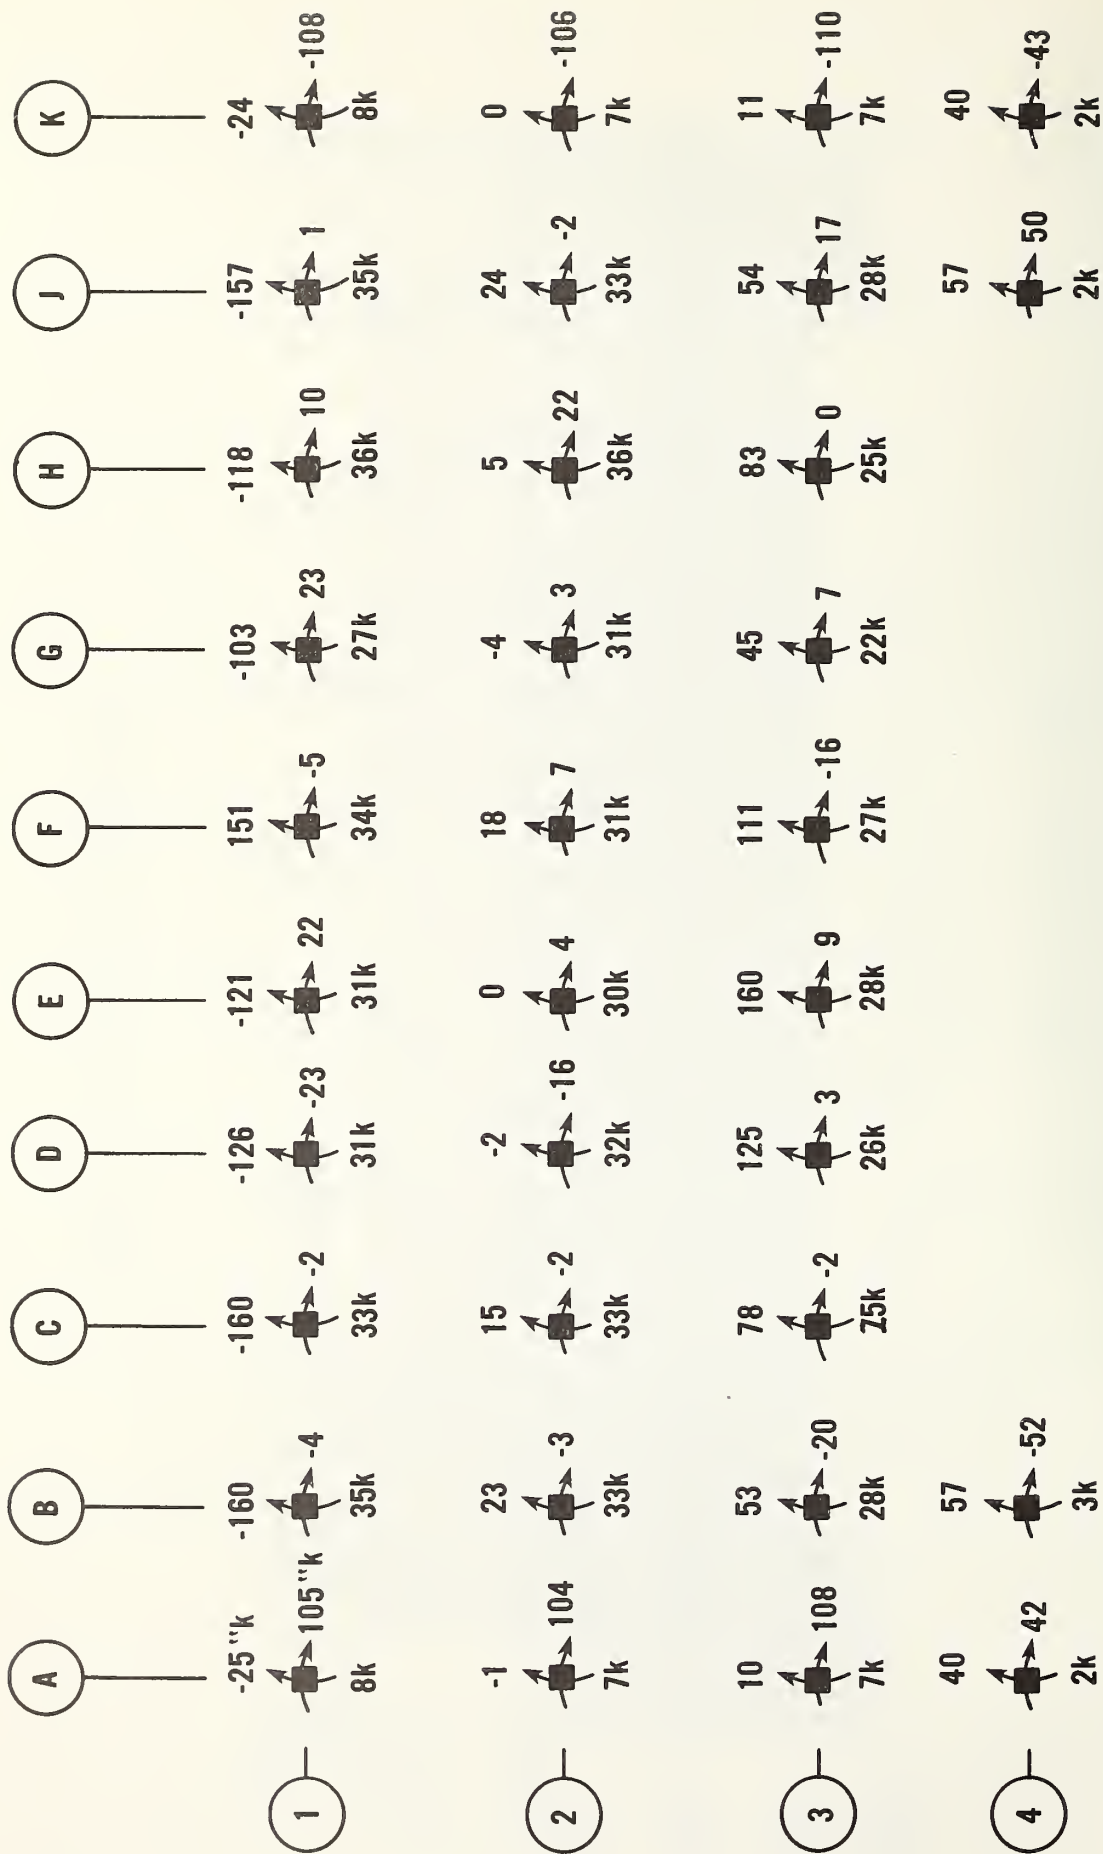 A B C D E F G H J K
-25"k -160 -160 -126 -121 151 -103 -118 -157 -24
1 105"k -4 -2 -23 22 -5 23 10 1 -108
8k 35k 33k 31k 31k 34k 27k 36k 35k 8k
-1 23 15 -2 0 18 -4 5 24 0
2 104 -3 -2 -16 4 7 3 22 -2 -106
7k 33k 33k 32k 30k 31k 31k 36k 33k 7k
10 53 78 125 160 111 45 83 54 11
3 108 -20 -2 3 9 -16 7 0 17 -110
7k 28k 26k 28k 27k 22k 25k 28k 7k
40 57 57 40
4 42 -52 50 -43
2k 3k 2k 2k